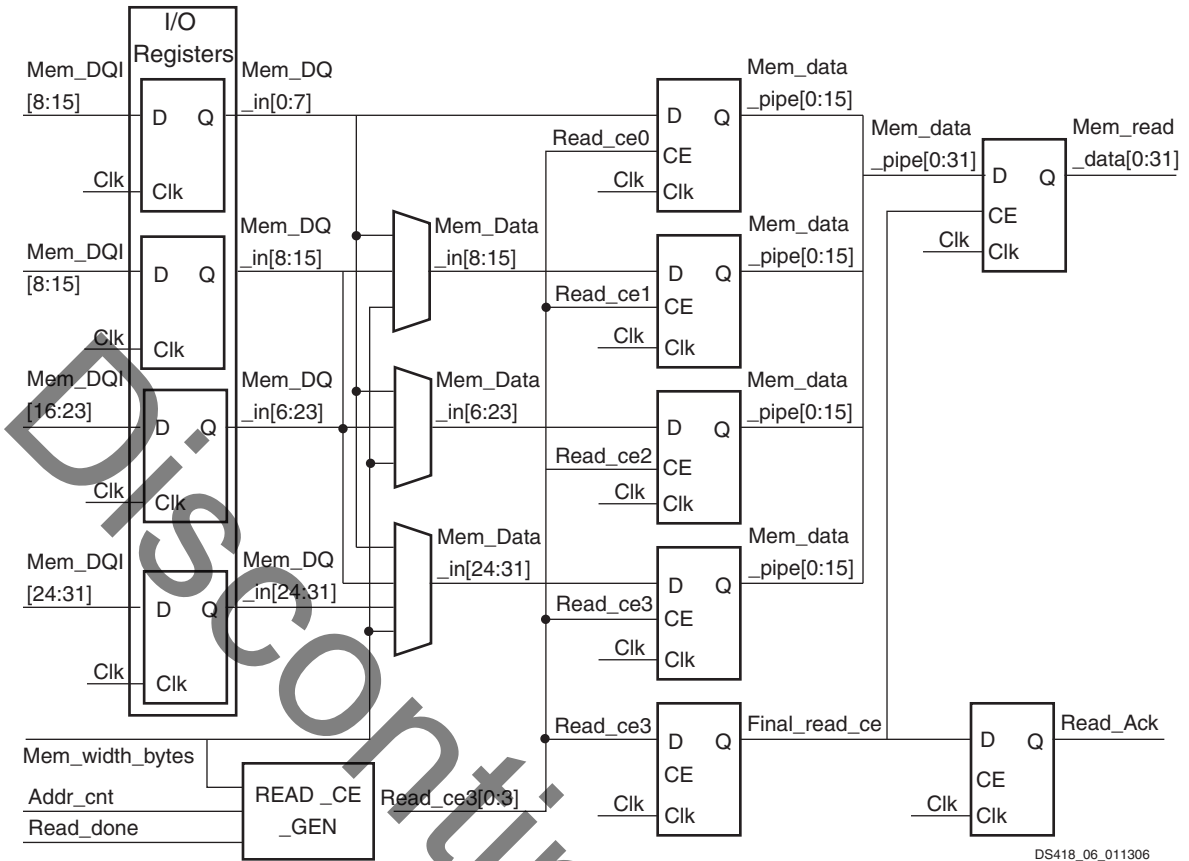 I/O
Registers
Mem_DQI
[8:15]
D Q
Clk
Clk
Mem_DQ
_in[0:7]
Mem_DQI
[8:15]
D Q
Clk
Clk
Mem_DQ
_in[8:15]
Mem_DQI
[16:23]
D Q
Clk
Clk
Mem_DQ
_in[6:23]
Mem_DQI
[24:31]
D Q
Clk
Clk
Mem_DQ
_in[24:31]
Mem_Data
_in[8:15]
Mem_Data
_in[6:23]
Mem_Data
_in[24:31]
Read_ce0
D Q
CE
Clk
Clk
Mem_data
_pipe[0:15]
Read_ce1
D Q
CE
Clk
Clk
Mem_data
_pipe[0:15]
Read_ce2
D Q
CE
Clk
Clk
Mem_data
_pipe[0:15]
Read_ce3
D Q
CE
Clk
Clk
Mem_data
_pipe[0:15]
Mem_data
_pipe[0:31]
D Q
CE
Clk
Clk
Mem_read
_data[0:31]
Mem_width_bytes
Addr_cnt
Read_done
READ _CE
_GEN
Read_ce3[0:3]
Read_ce3
D Q
CE
Clk
Clk
Final_read_ce
D Q
CE
Clk
Clk
Read_Ack
Discontin
DS418_06_011306